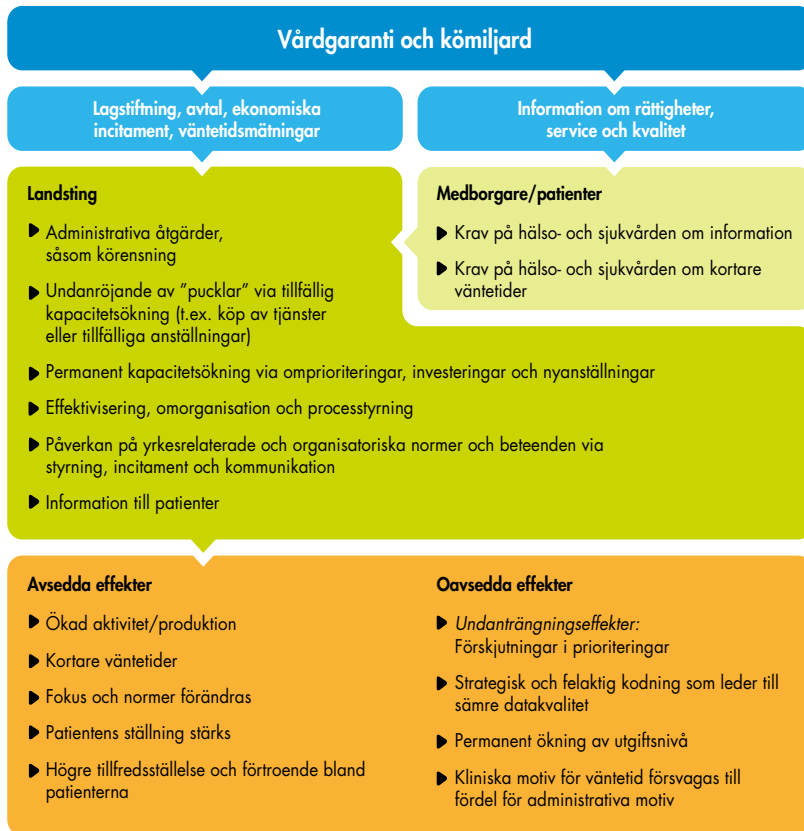 Vårdgaranti och kömiljard
Lagstiftning, avtal, ekonomiska
incitament, väntetidsmätningar
Information om rättigheter,
service och kvalitet
Landsting
Administrativa åtgärder,
såsom körensning
Undanröjande av ”pucklar” via tillfällig
kapacitetsökning (t.ex. köp av tjänster
eller tillfälliga anställningar)
Permanent kapacitetsökning via omprioriteringar, investeringar och nyanställningar
Effektivisering, omorganisation och processtyrning
Påverkan på yrkesrelaterade och organisatoriska normer och beteenden via
styrning, incitament och kommunikation
Information till patienter
Medborgare/patienter
Krav på hälso- och sjukvården om information
Krav på hälso- och sjukvården om kortare
väntetider
Avsedda effekter
Ökad aktivitet/produktion
Kortare väntetider
Fokus och normer förändras
Patientens ställning stärks
Högre tillfredsställelse och förtroende bland
patienterna
Oavsedda effekter
Undanträngningseffekter:
Förskjutningar i prioriteringar
Strategisk och felaktig kodning som leder till
sämre datakvalitet
Permanent ökning av utgiftsnivå
Kliniska motiv för väntetid försvagas till
fördel för administrativa motiv